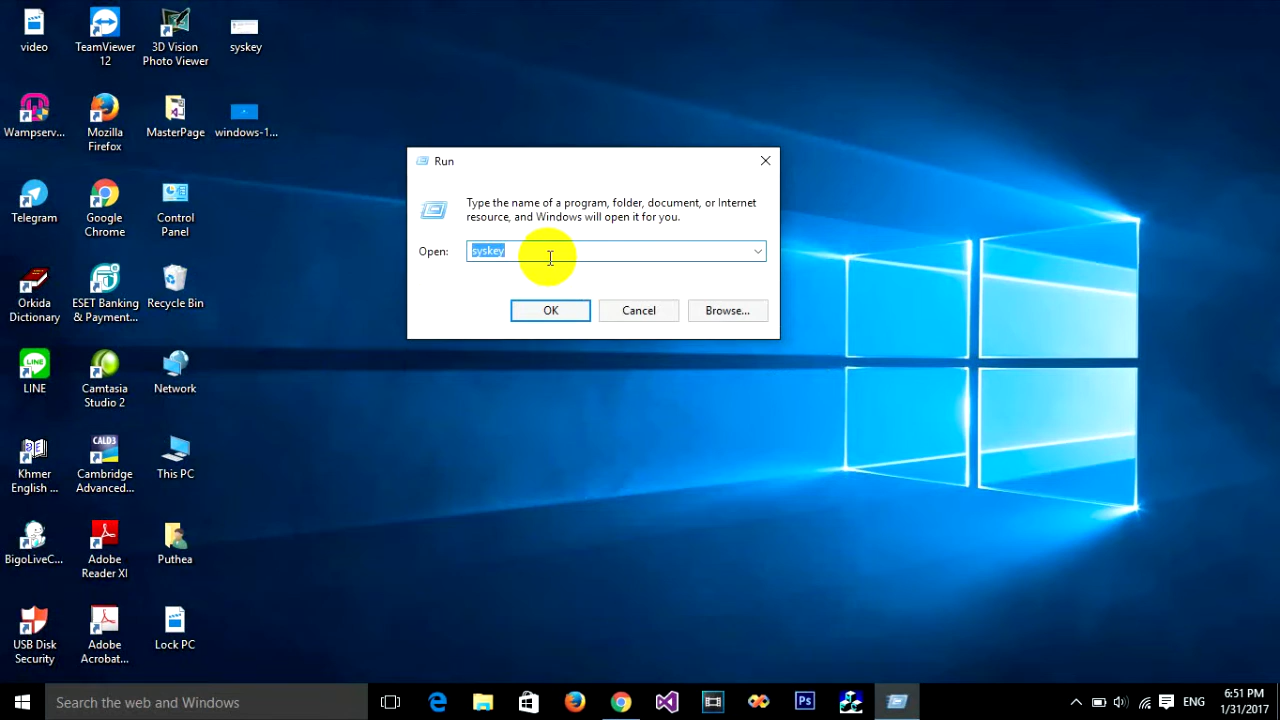 video
TeamViewer
12
3D Vision
Photo Viewer
syskey
Wampserv...
Mozilla
Firefox
MasterPage
windows-1...
Telegram
Google
Chrome
Control
Panel
Orkida
Dictionary
ESET Banking
& Payment...
Recycle Bin
LINE
LINE
Camtasia
Studio 2
Network
Khmer
English ...
CALD3
Cambridge
Advanced...
This PC
BigoLiveC...
Adobe
Reader XI
Puthea
USB Disk
Security
Adobe
Acrobat...
Lock PC
Run
Type the name of a program, folder, document, or Internet
resource, and Windows will open it for you.
Open:
syskey
OK
Cancel
Browse...
Search the web and Windows
Ps
ENG
6:51 PM
1/31/2017